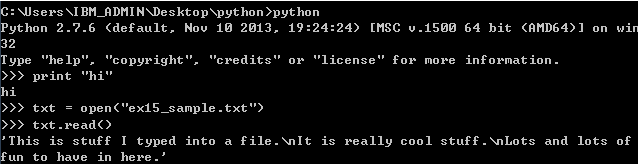 C:\Users\IBM_ADMIN\Desktop\python>python
Python 2.7.6 (default, Nov 10 2013, 19:24:24) [MSC v.1500 64 bit (AMD64)] on win
32
Type "help", "copyright", "credits" or "license" for more information.
>>> print "hi"
hi
>>> txt = open("ex15_sample.txt")
>>> txt.read()
'This is stuff I typed into a file.\nIt is really cool stuff.\nLots and lots of
fun to have in here.'